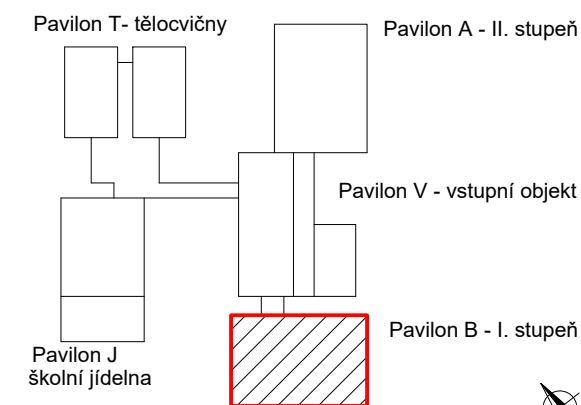 Pavilon T- tělocvičny
Pavilon A - II. stupeň
Pavilon V - vstupní objekt
Pavilon B - I. stupeň
Pavilon J
školní jídelna